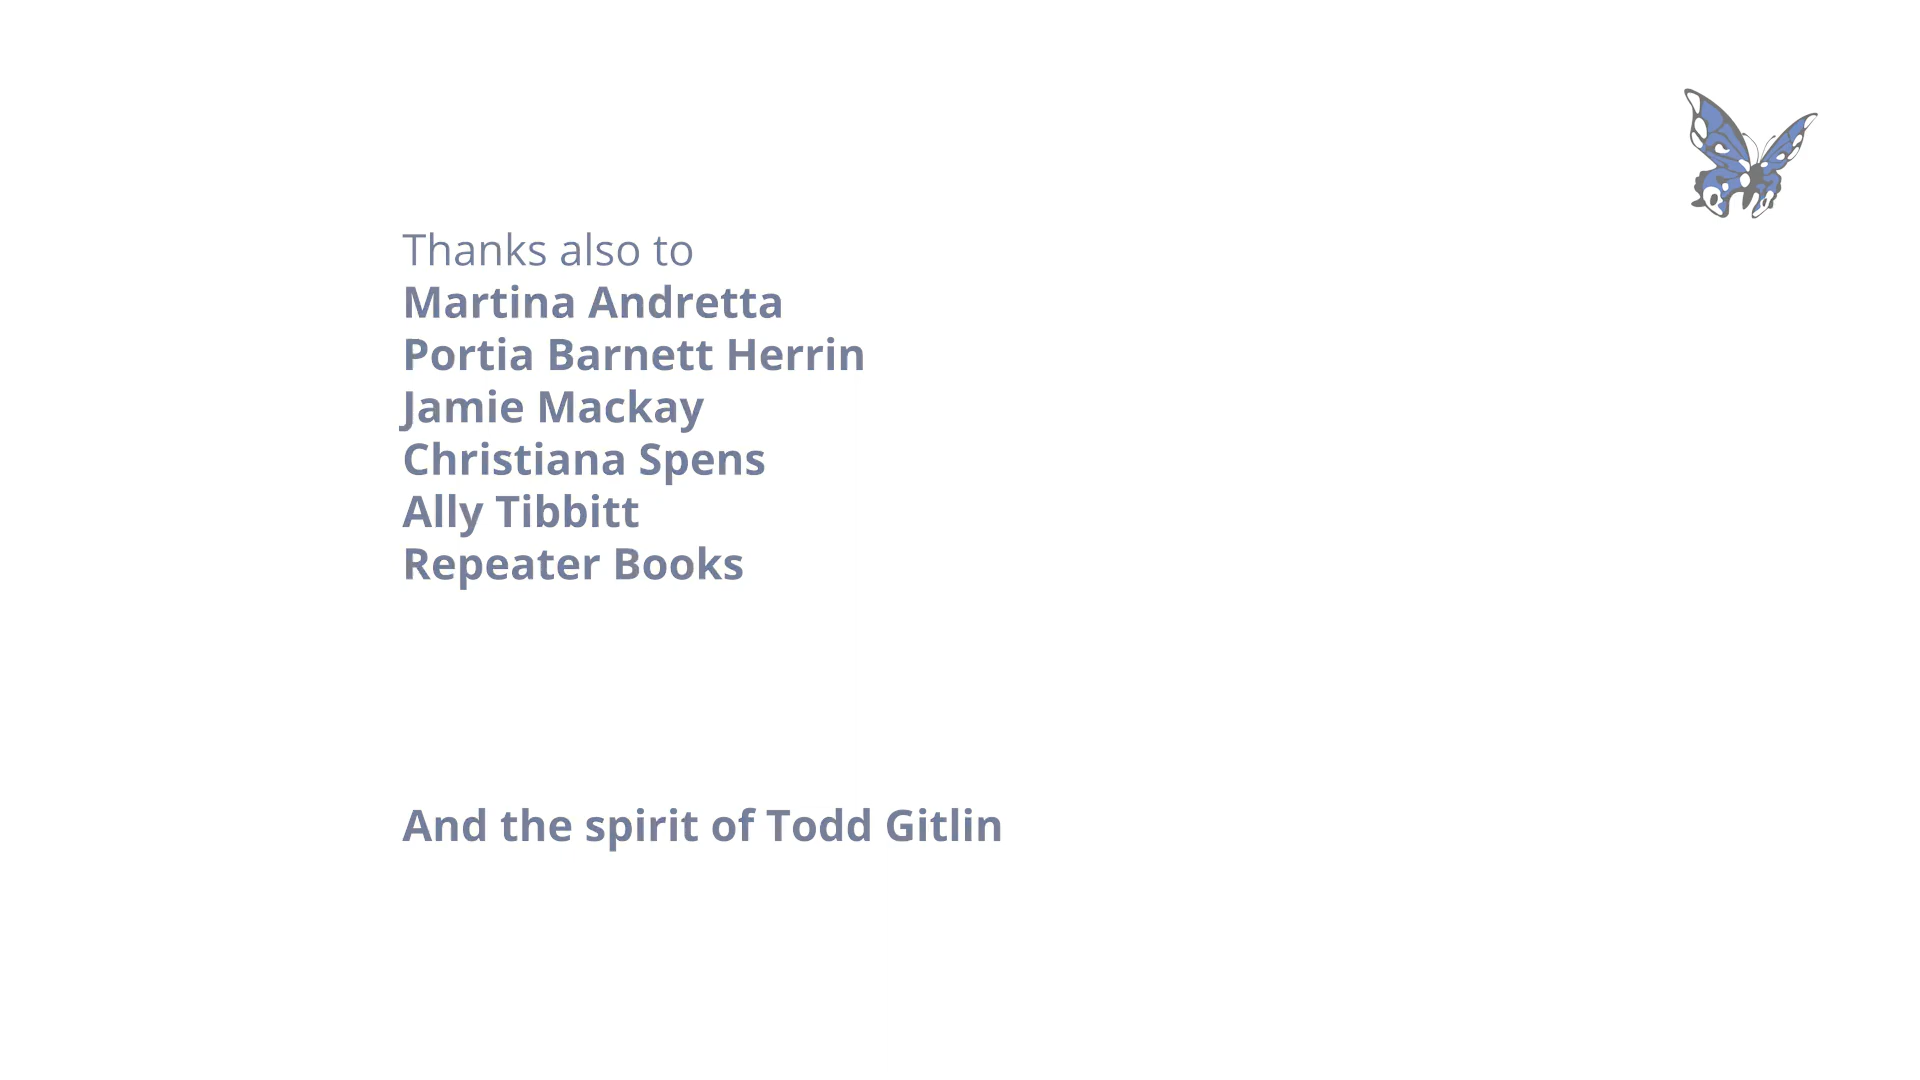 Thanks also to
Martina Andretta
Portia Barnett Herrin
Jamie Mackay
Christiana Spens
Ally Tibbitt
Repeater Books
And the spirit of Todd Gitlin